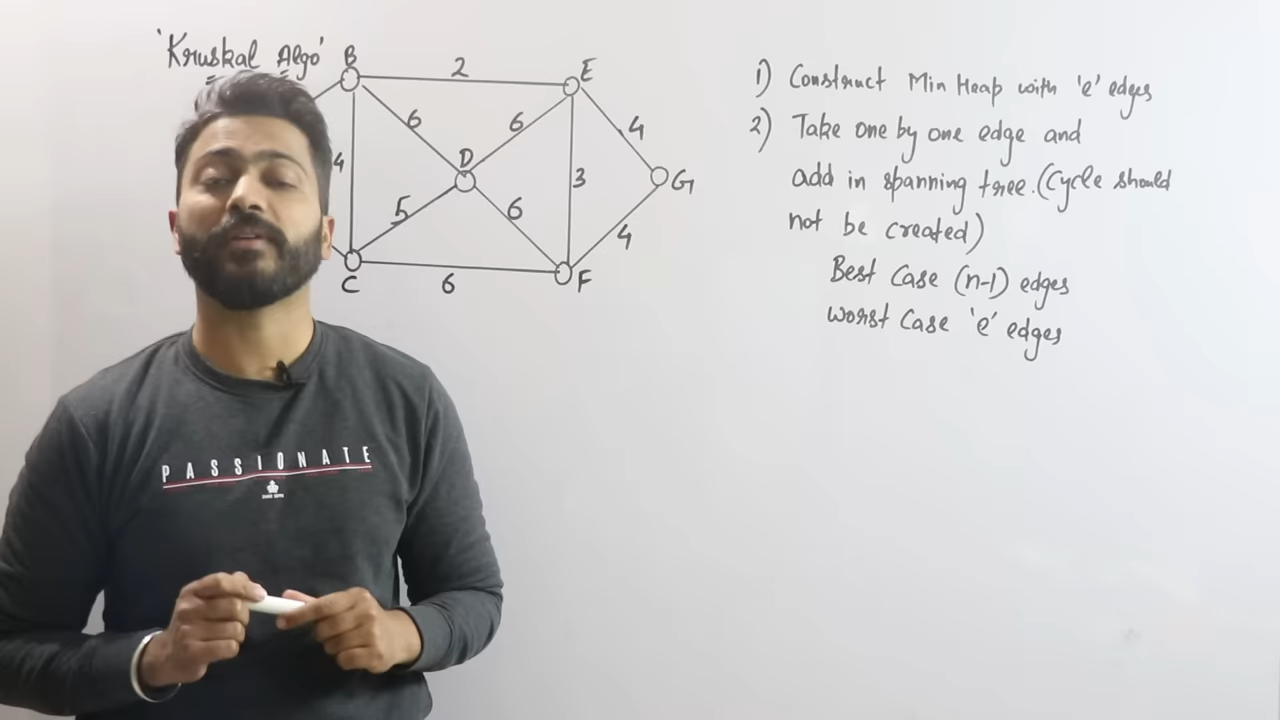 'Kruskal Algo'
B
2
E
6
6
4
4
D
3
G
5
6
4
C
6
F
1) Construct Min Heap with 'e' edges
2) Take one by one edge and
add in spanning tree.(Cycle should
not be created)
Best Case (n-1) edges
Worst Case 'e' edges
PASSIONATE